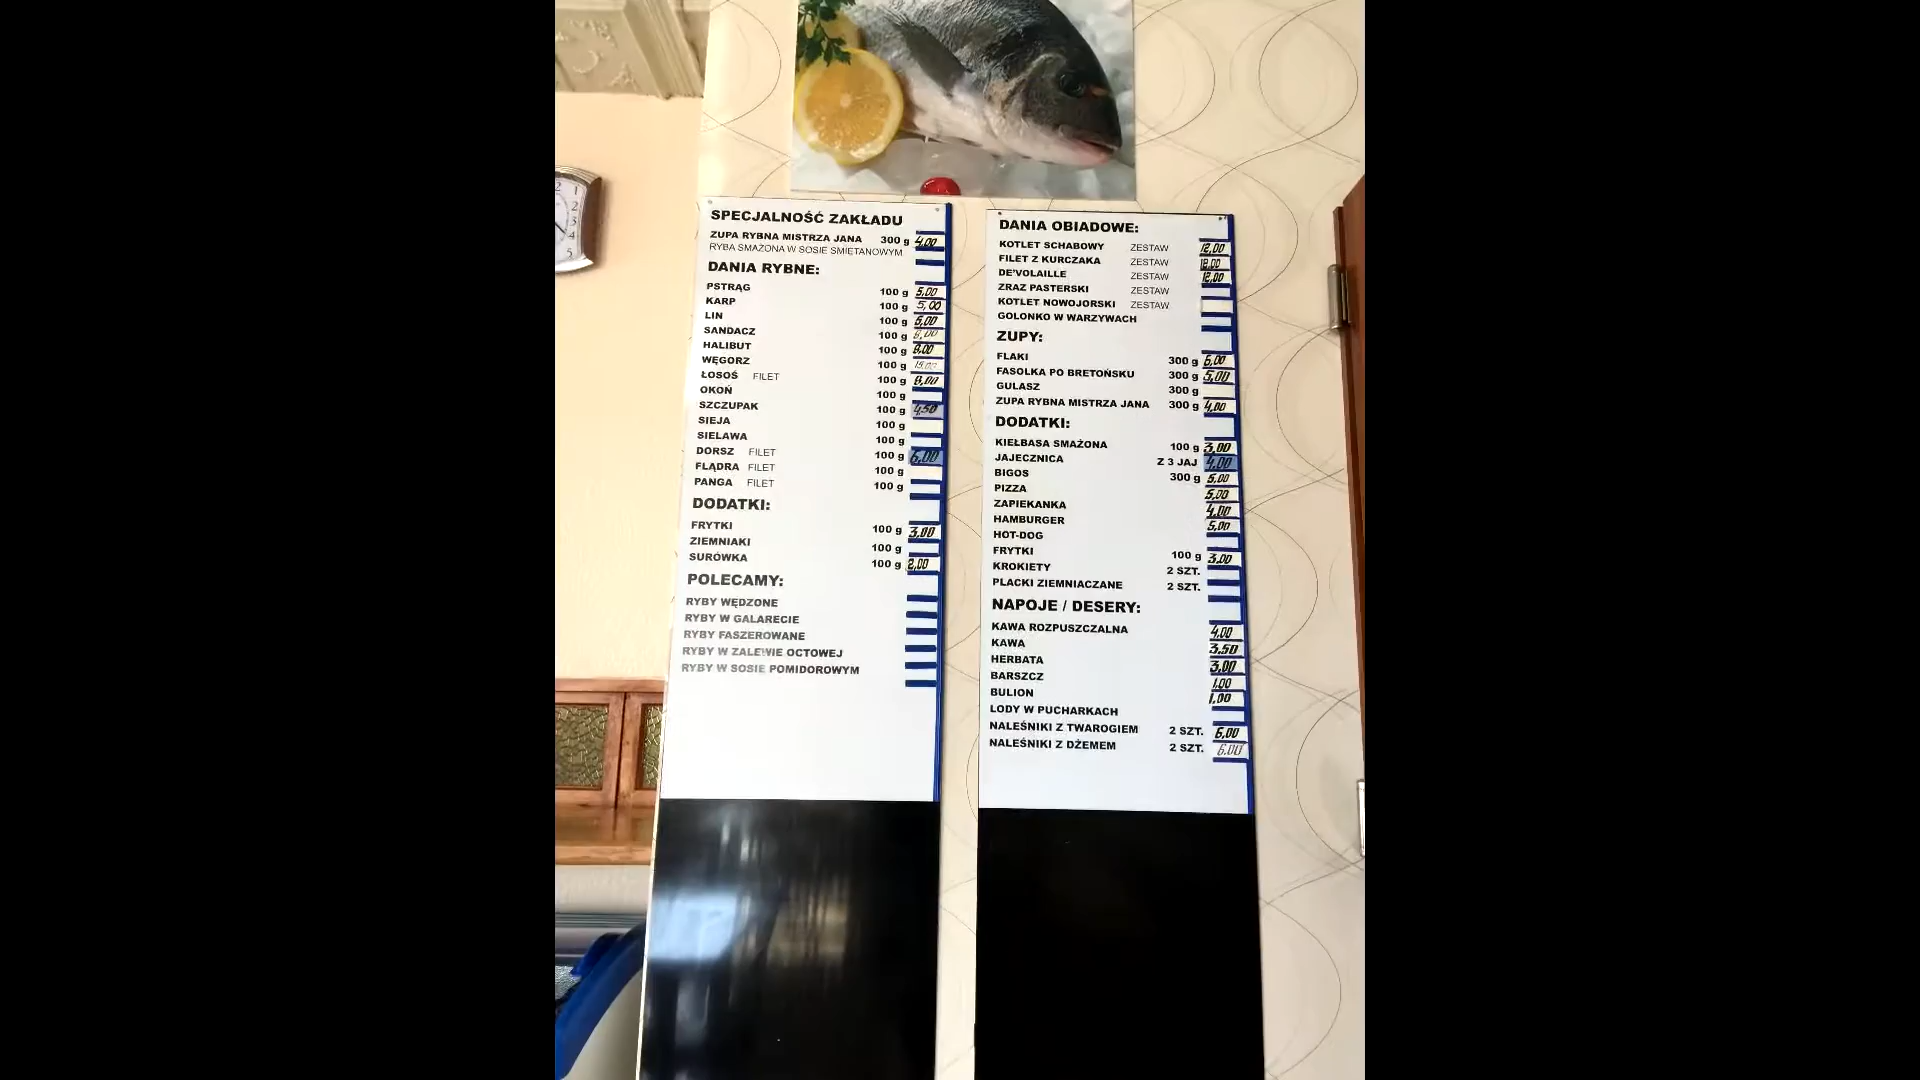 SPECJALNOŚĆ ZAKŁADU
ZUPA RYBNA MISTRZA JANA 300 g 4,00
RYBA SMAŻONA W SOSIE ŚMIETANOWYM
DANIA RYBNE:
PSTRĄG 100 g 5,00
KARP 100 g 5,00
LIN 100 g 5,00
SANDACZ 100 g
HALIBUT 100 g 8,00
WĘGORZ 100 g 15,00
ŁOSOŚ FILET 100 g 8,00
OKOŃ 100 g
SZCZUPAK 100 g 4,50
SIEJA 100 g
SIELAWA 100 g
DORSZ FILET 100 g 6,00
FLĄDRA FILET 100 g
PANGA FILET 100 g
DODATKI:
FRYTKI 100 g 3,00
ZIEMNIAKI 100 g
SURÓWKA 100 g 2,00
POLECAMY:
RYBY WĘDZONE
RYBY W GALARECIE
RYBY FASZEROWANE
RYBY W ZALEWIE OCTOWEJ
RYBY W SOSIE POMIDOROWYM
DANIA OBIADOWE:
KOTLET SCHABOWY ZESTAW 12,00
FILET Z KURCZAKA ZESTAW 12,00
DE'VOLAILLE ZESTAW 12,00
ZRAZ PASTERSKI ZESTAW
KOTLET NOWOJORSKI ZESTAW
GOLONKO W WARZYWACH
ZUPY:
FLAKI 300 g 6,00
FASOLKA PO BRETOŃSKU 300 g 5,00
GULASZ 300 g
ZUPA RYBNA MISTRZA JANA 300 g 4,00
DODATKI:
KIEŁBASA SMAŻONA 100 g 3,00
JAJECZNICA Z 3 JAJ 4,00
BIGOS 300 g 5,00
PIZZA 5,00
ZAPIEKANKA 4,00
HAMBURGER 5,00
HOT-DOG
FRYTKI 100 g 3,00
KROKIETY 2 SZT.
PLACKI ZIEMNIACZANE 2 SZT.
NAPOJE / DESERY:
KAWA ROZPUSZCZALNA 4,00
KAWA 3,50
HERBATA 3,00
BARSZCZ 1,00
BULION 1,00
LODY W PUCHARKACH
NALEŚNIKI Z TWAROGIEM 2 SZT. 6,00
NALEŚNIKI Z DŻEMEM 2 SZT. 6,00
1
2
3
4
5